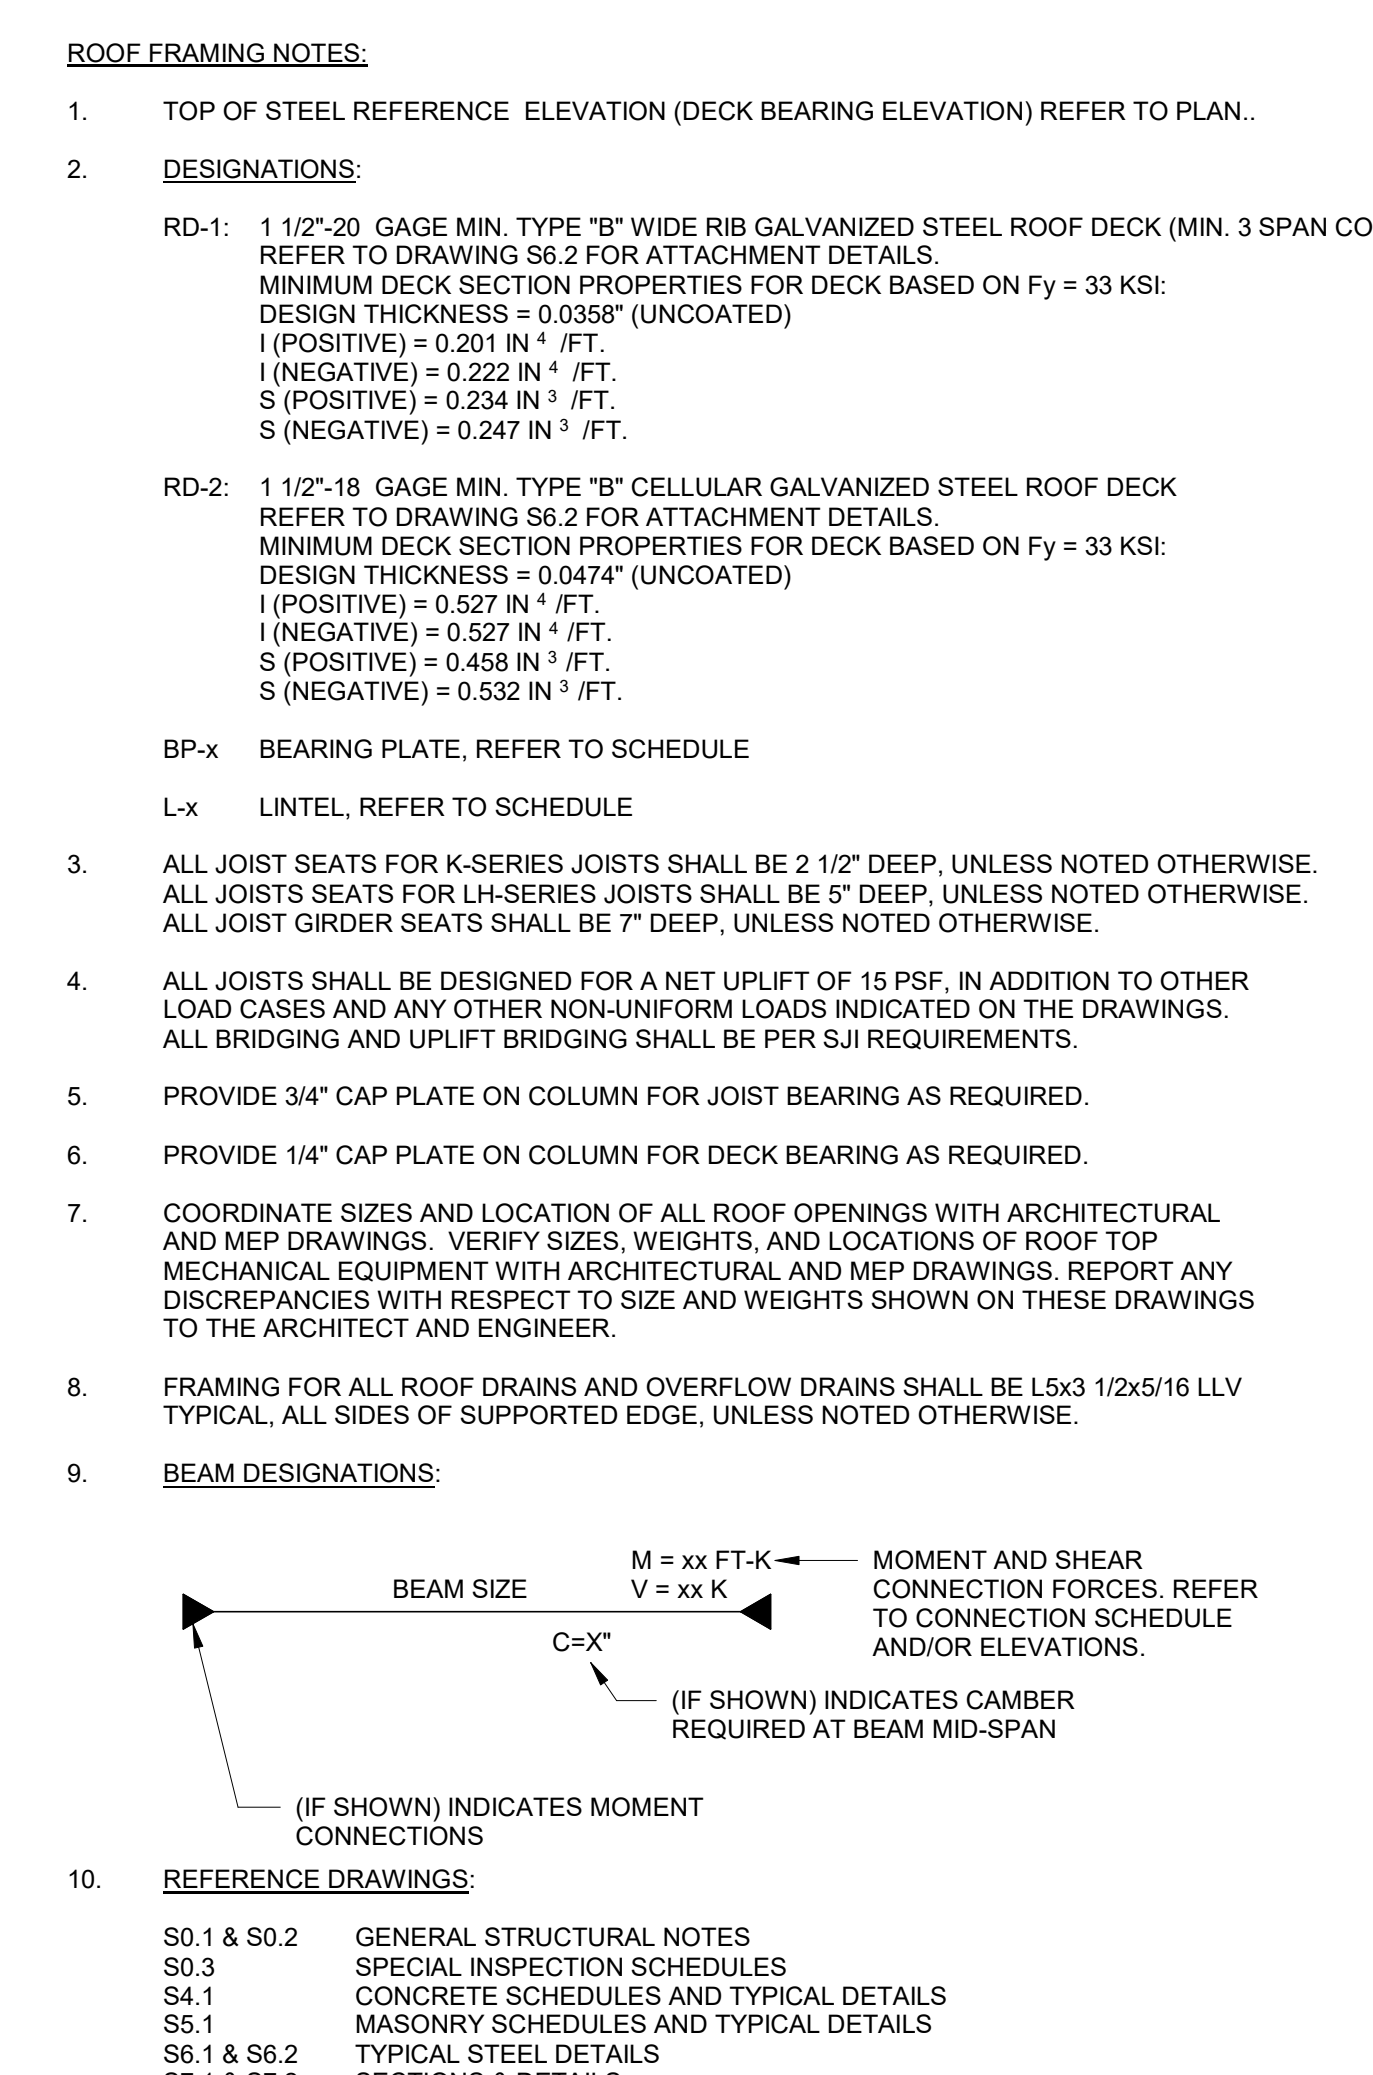 ROOF FRAMING NOTES:
1. TOP OF STEEL REFERENCE ELEVATION (DECK BEARING ELEVATION) REFER TO PLAN..
2. DESIGNATIONS:
RD-1: 1 1/2"-20 GAGE MIN. TYPE "B" WIDE RIB GALVANIZED STEEL ROOF DECK (MIN. 3 SPAN CO
REFER TO DRAWING S6.2 FOR ATTACHMENT DETAILS.
MINIMUM DECK SECTION PROPERTIES FOR DECK BASED ON Fy = 33 KSI:
DESIGN THICKNESS = 0.0358" (UNCOATED)
I (POSITIVE) = 0.201 IN 4 /FT.
I (NEGATIVE) = 0.222 IN 4 /FT.
S (POSITIVE) = 0.234 IN 3 /FT.
S (NEGATIVE) = 0.247 IN 3 /FT.
RD-2: 1 1/2"-18 GAGE MIN. TYPE "B" CELLULAR GALVANIZED STEEL ROOF DECK
REFER TO DRAWING S6.2 FOR ATTACHMENT DETAILS.
MINIMUM DECK SECTION PROPERTIES FOR DECK BASED ON Fy = 33 KSI:
DESIGN THICKNESS = 0.0474" (UNCOATED)
I (POSITIVE) = 0.527 IN 4 /FT.
I (NEGATIVE) = 0.527 IN 4 /FT.
S (POSITIVE) = 0.458 IN 3 /FT.
S (NEGATIVE) = 0.532 IN 3 /FT.
BP-x BEARING PLATE, REFER TO SCHEDULE
L-x LINTEL, REFER TO SCHEDULE
3. ALL JOIST SEATS FOR K-SERIES JOISTS SHALL BE 2 1/2" DEEP, UNLESS NOTED OTHERWISE.
ALL JOISTS SEATS FOR LH-SERIES JOISTS SHALL BE 5" DEEP, UNLESS NOTED OTHERWISE.
ALL JOIST GIRDER SEATS SHALL BE 7" DEEP, UNLESS NOTED OTHERWISE.
4. ALL JOISTS SHALL BE DESIGNED FOR A NET UPLIFT OF 15 PSF, IN ADDITION TO OTHER
LOAD CASES AND ANY OTHER NON-UNIFORM LOADS INDICATED ON THE DRAWINGS.
ALL BRIDGING AND UPLIFT BRIDGING SHALL BE PER SJI REQUIREMENTS.
5. PROVIDE 3/4" CAP PLATE ON COLUMN FOR JOIST BEARING AS REQUIRED.
6. PROVIDE 1/4" CAP PLATE ON COLUMN FOR DECK BEARING AS REQUIRED.
7. COORDINATE SIZES AND LOCATION OF ALL ROOF OPENINGS WITH ARCHITECTURAL
AND MEP DRAWINGS. VERIFY SIZES, WEIGHTS, AND LOCATIONS OF ROOF TOP
MECHANICAL EQUIPMENT WITH ARCHITECTURAL AND MEP DRAWINGS. REPORT ANY
DISCREPANCIES WITH RESPECT TO SIZE AND WEIGHTS SHOWN ON THESE DRAWINGS
TO THE ARCHITECT AND ENGINEER.
8. FRAMING FOR ALL ROOF DRAINS AND OVERFLOW DRAINS SHALL BE L5x3 1/2x5/16 LLV
TYPICAL, ALL SIDES OF SUPPORTED EDGE, UNLESS NOTED OTHERWISE.
9. BEAM DESIGNATIONS:
BEAM SIZE
M = xx FT-K
V = xx K
MOMENT AND SHEAR
CONNECTION FORCES. REFER
TO CONNECTION SCHEDULE
AND/OR ELEVATIONS.
C=X"
(IF SHOWN) INDICATES CAMBER
REQUIRED AT BEAM MID-SPAN
(IF SHOWN) INDICATES MOMENT
CONNECTIONS
10. REFERENCE DRAWINGS:
S0.1 & S0.2 GENERAL STRUCTURAL NOTES
S0.3 SPECIAL INSPECTION SCHEDULES
S4.1 CONCRETE SCHEDULES AND TYPICAL DETAILS
S5.1 MASONRY SCHEDULES AND TYPICAL DETAILS
S6.1 & S6.2 TYPICAL STEEL DETAILS